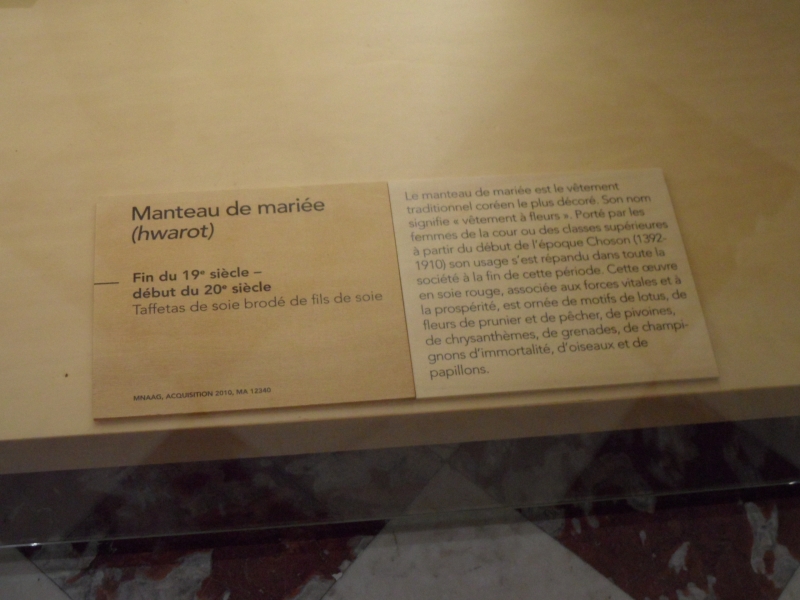 Manteau de mariée
(hwarot)
Fin du 19e siècle –
début du 20e siècle
Taffetas de soie brodé de fils de soie
MNAAG, ACQUISITION 2010, MA 12340
Le manteau de mariée est le vêtement
traditionnel coréen le plus décoré. Son nom
signifie « vêtement à fleurs ». Porté par les
femmes de la cour ou des classes supérieures
à partir du début de l'époque Choson (1392-
1910) son usage s'est répandu dans toute la
société à la fin de cette période. Cette œuvre
en soie rouge, associée aux forces vitales et à
la prospérité, est ornée de motifs de lotus, de
fleurs de prunier et de pêcher, de pivoines,
de chrysanthèmes, de grenades, de champi-
gnons d'immortalité, d'oiseaux et de
papillons.